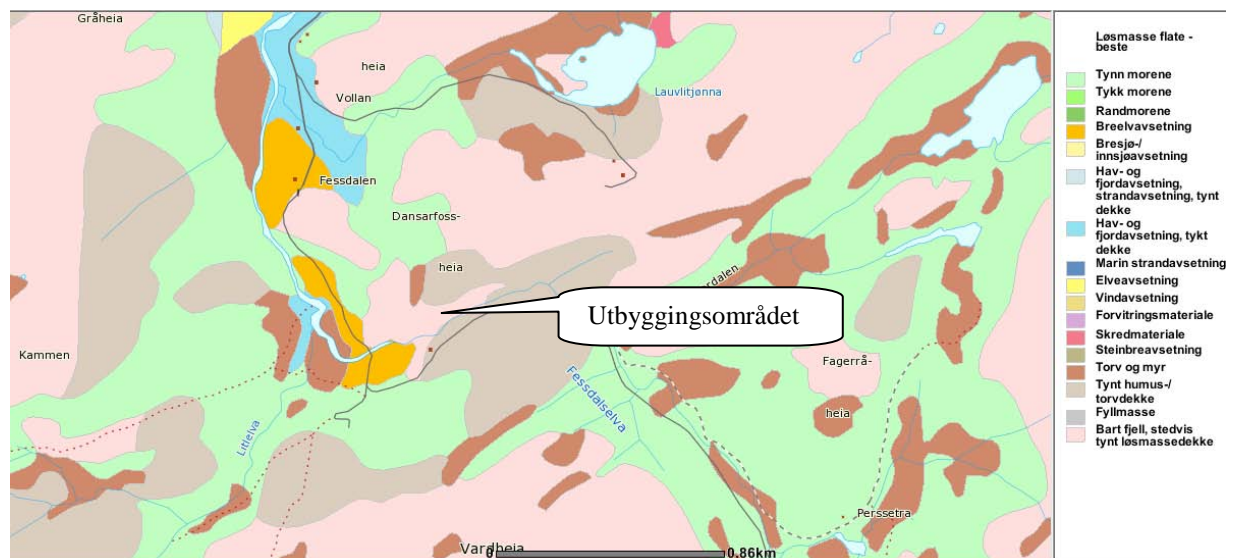 Gråheia
heia
Vollan
Lauvlitjønna
Fessdalen
Dansarfoss-
heia
rdalen
Utbyggingsområdet
Kammen
Fagerrå-
heia
Fessdalselva
Litlelva
Perssetra
Vardheia
0
0.86km
Løsmasse flate -
beste
Tynn morene
Tykk morene
Randmorene
Breelvavsetning
Bresjø-/
innsjøavsetning
Hav- og
fjordavsetning,
strandavsetning, tynt
dekke
Hav- og
fjordavsetning, tykt
dekke
Marin strandavsetning
Elveavsetning
Vindavsetning
Forvitringsmateriale
Skredmateriale
Steinbreavsetning
Torv og myr
Tynt humus-/
torvdekke
Fyllmasse
Bart fjell, stedvis
tynt løsmassedekke